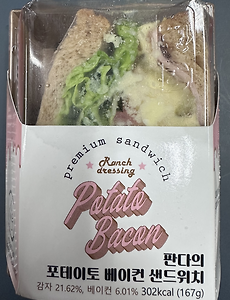 premium sandwich
Ranch
dressing
Potato
Bacon
판다의
포테이토 베이컨 샌드위치
감자 21.62%, 베이컨 6.01% 302kcal (167g)